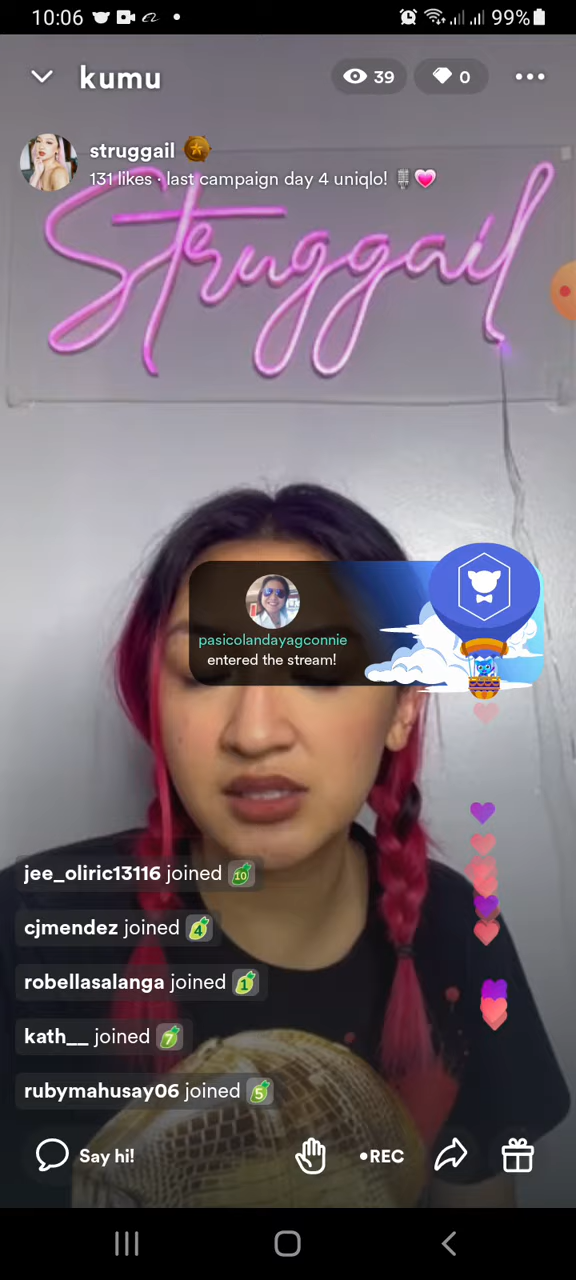 10:06
99%
kumu
39
0
struggail
131 likes · last campaign day 4 uniqlo! 🎙️💗
Struggail
pasicolandayagconnie
entered the stream!
jee_oliric13116 joined 10
cjmendez joined 4
robellasalanga joined 1
kath__ joined 7
rubymahusay06 joined 5
Say hi!
•REC